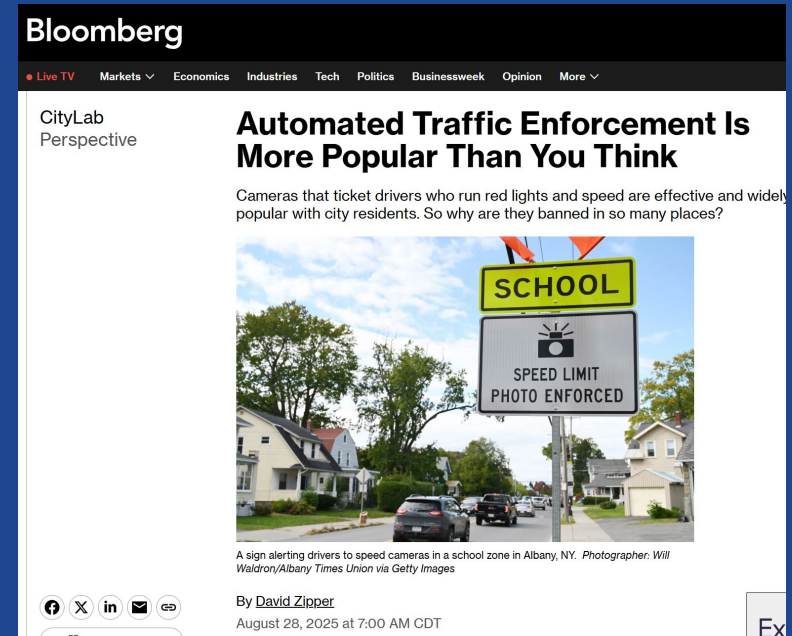 Bloomberg
Live TV Markets Economics Industries Tech Politics Businessweek Opinion More
CityLab
Perspective
Automated Traffic Enforcement Is
More Popular Than You Think
Cameras that ticket drivers who run red lights and speed are effective and widely
popular with city residents. So why are they banned in so many places?
SCHOOL
SPEED LIMIT
PHOTO ENFORCED
A sign alerting drivers to speed cameras in a school zone in Albany, NY. Photographer: Will
Waldron/Albany Times Union via Getty Images
By David Zipper
August 28, 2025 at 7:00 AM CDT